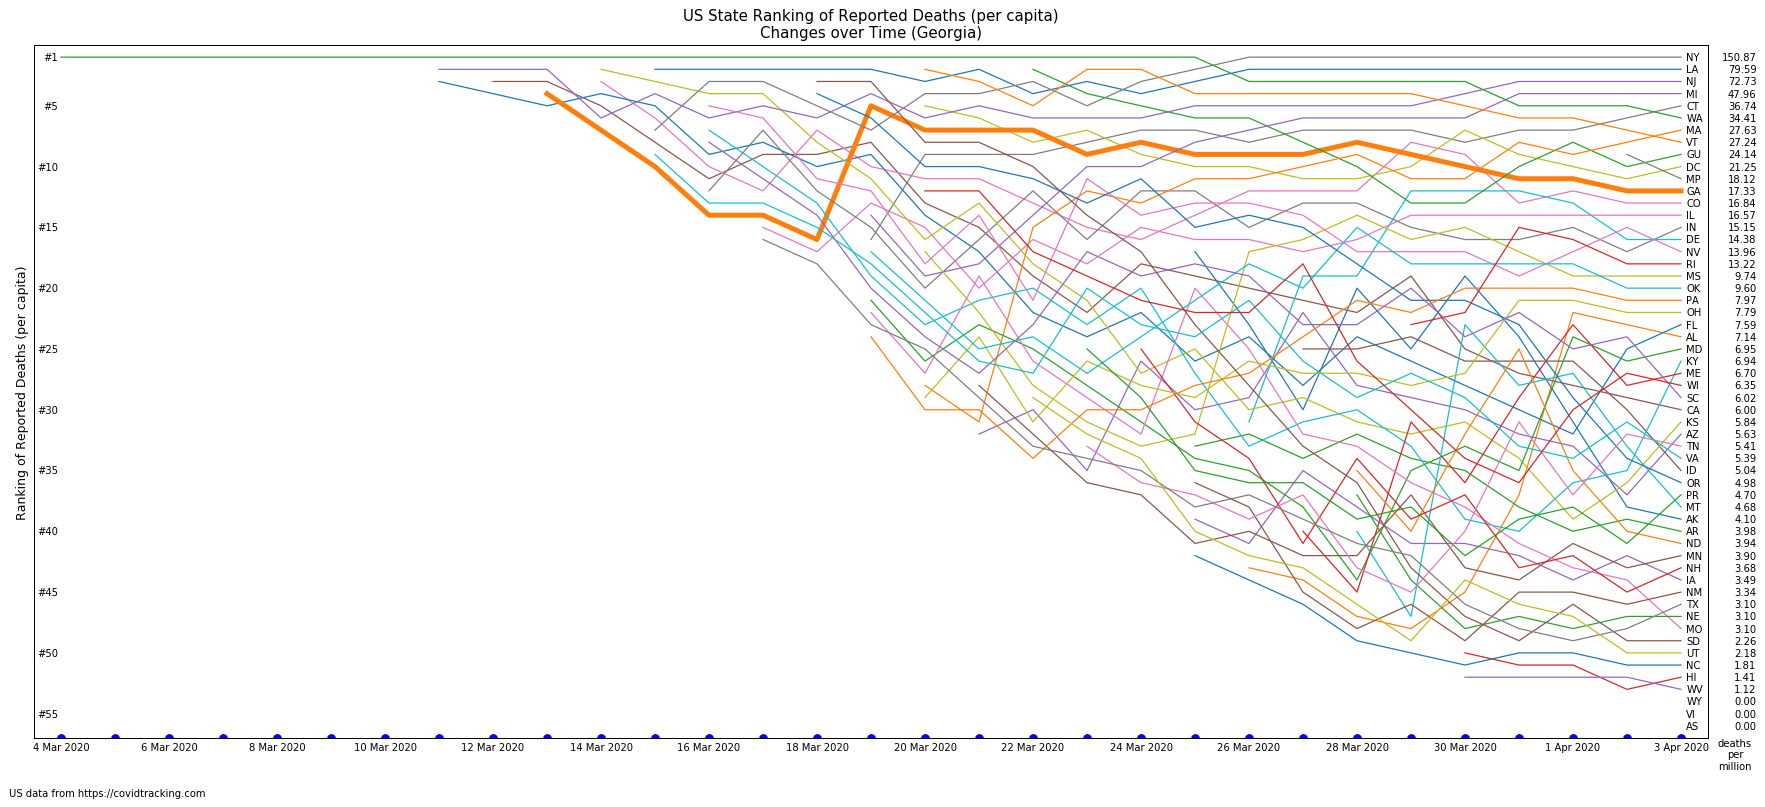 US State Ranking of Reported Deaths (per capita)
Changes over Time (Georgia)
Ranking of Reported Deaths (per capita)
#1
#5
#10
#15
#20
#25
#30
#35
#40
#45
#50
#55
NY 150.87
LA 79.59
NJ 72.73
MI 47.96
CT 36.74
WA 34.41
MA 27.63
VT 27.24
GU 24.14
DC 21.25
MP 18.12
GA 17.33
CO 16.84
IL 16.57
IN 15.15
DE 14.38
NV 13.96
RI 13.22
MS 9.74
OK 9.60
PA 7.97
OH 7.79
FL 7.59
AL 7.14
MD 6.95
KY 6.94
ME 6.70
WI 6.35
SC 6.02
CA 6.00
KS 5.84
AZ 5.63
TN 5.41
VA 5.39
ID 5.04
OR 4.98
PR 4.70
MT 4.68
AK 4.10
AR 3.98
ND 3.94
MN 3.90
NH 3.68
IA 3.49
NM 3.34
TX 3.10
NE 3.10
MO 3.10
SD 2.26
UT 2.18
NC 1.81
HI 1.41
WV 1.12
WY 0.00
VI 0.00
AS 0.00
4 Mar 2020 6 Mar 2020 8 Mar 2020 10 Mar 2020 12 Mar 2020 14 Mar 2020 16 Mar 2020 18 Mar 2020 20 Mar 2020 22 Mar 2020 24 Mar 2020 26 Mar 2020 28 Mar 2020 30 Mar 2020 1 Apr 2020 3 Apr 2020
deaths
per
million
US data from https://covidtracking.com